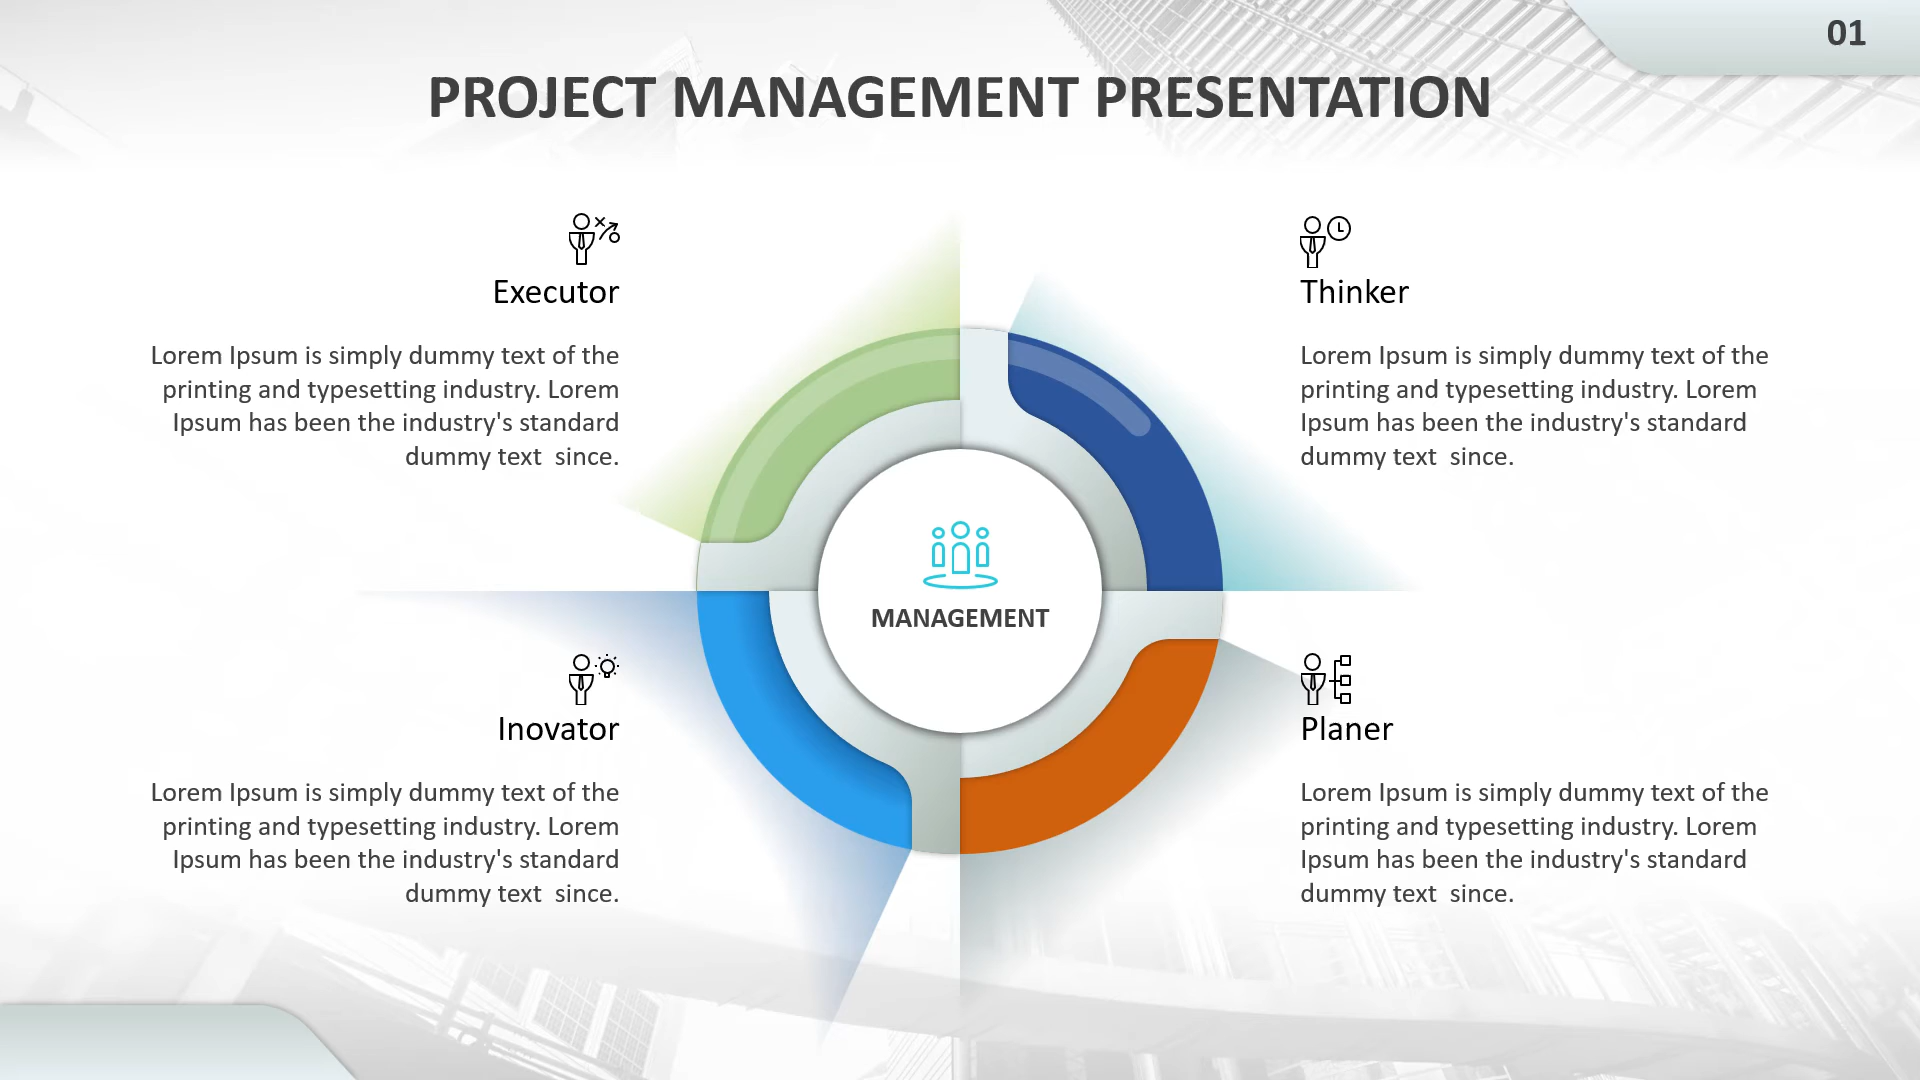 01
PROJECT MANAGEMENT PRESENTATION
Executor
Lorem Ipsum is simply dummy text of the
printing and typesetting industry. Lorem
Ipsum has been the industry's standard
dummy text  since.
Thinker
Lorem Ipsum is simply dummy text of the
printing and typesetting industry. Lorem
Ipsum has been the industry's standard
dummy text  since.
MANAGEMENT
Inovator
Lorem Ipsum is simply dummy text of the
printing and typesetting industry. Lorem
Ipsum has been the industry's standard
dummy text  since.
Planer
Lorem Ipsum is simply dummy text of the
printing and typesetting industry. Lorem
Ipsum has been the industry's standard
dummy text  since.